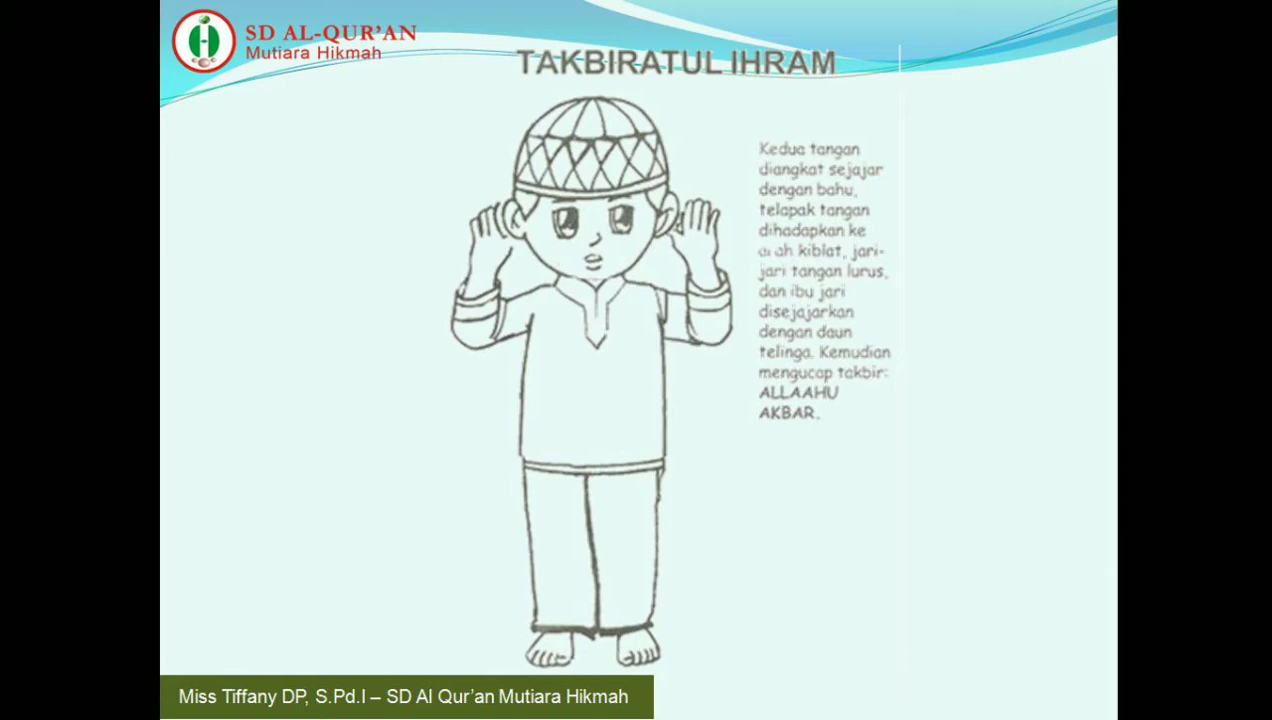 SD AL-QUR'AN
Mutiara Hikmah
TAKBIRATUL IHRAM
Kedua tangan
diangkat sejajar
dengan bahu,
telapak tangan
dihadapkan ke
arah kiblat, jari-
jari tangan lurus,
dan ibu jari
disejajarkan
dengan daun
telinga. Kemudian
mengucap takbir:
ALLAAHU
AKBAR.
Miss Tiffany DP, S.Pd.I – SD Al Qur'an Mutiara Hikmah